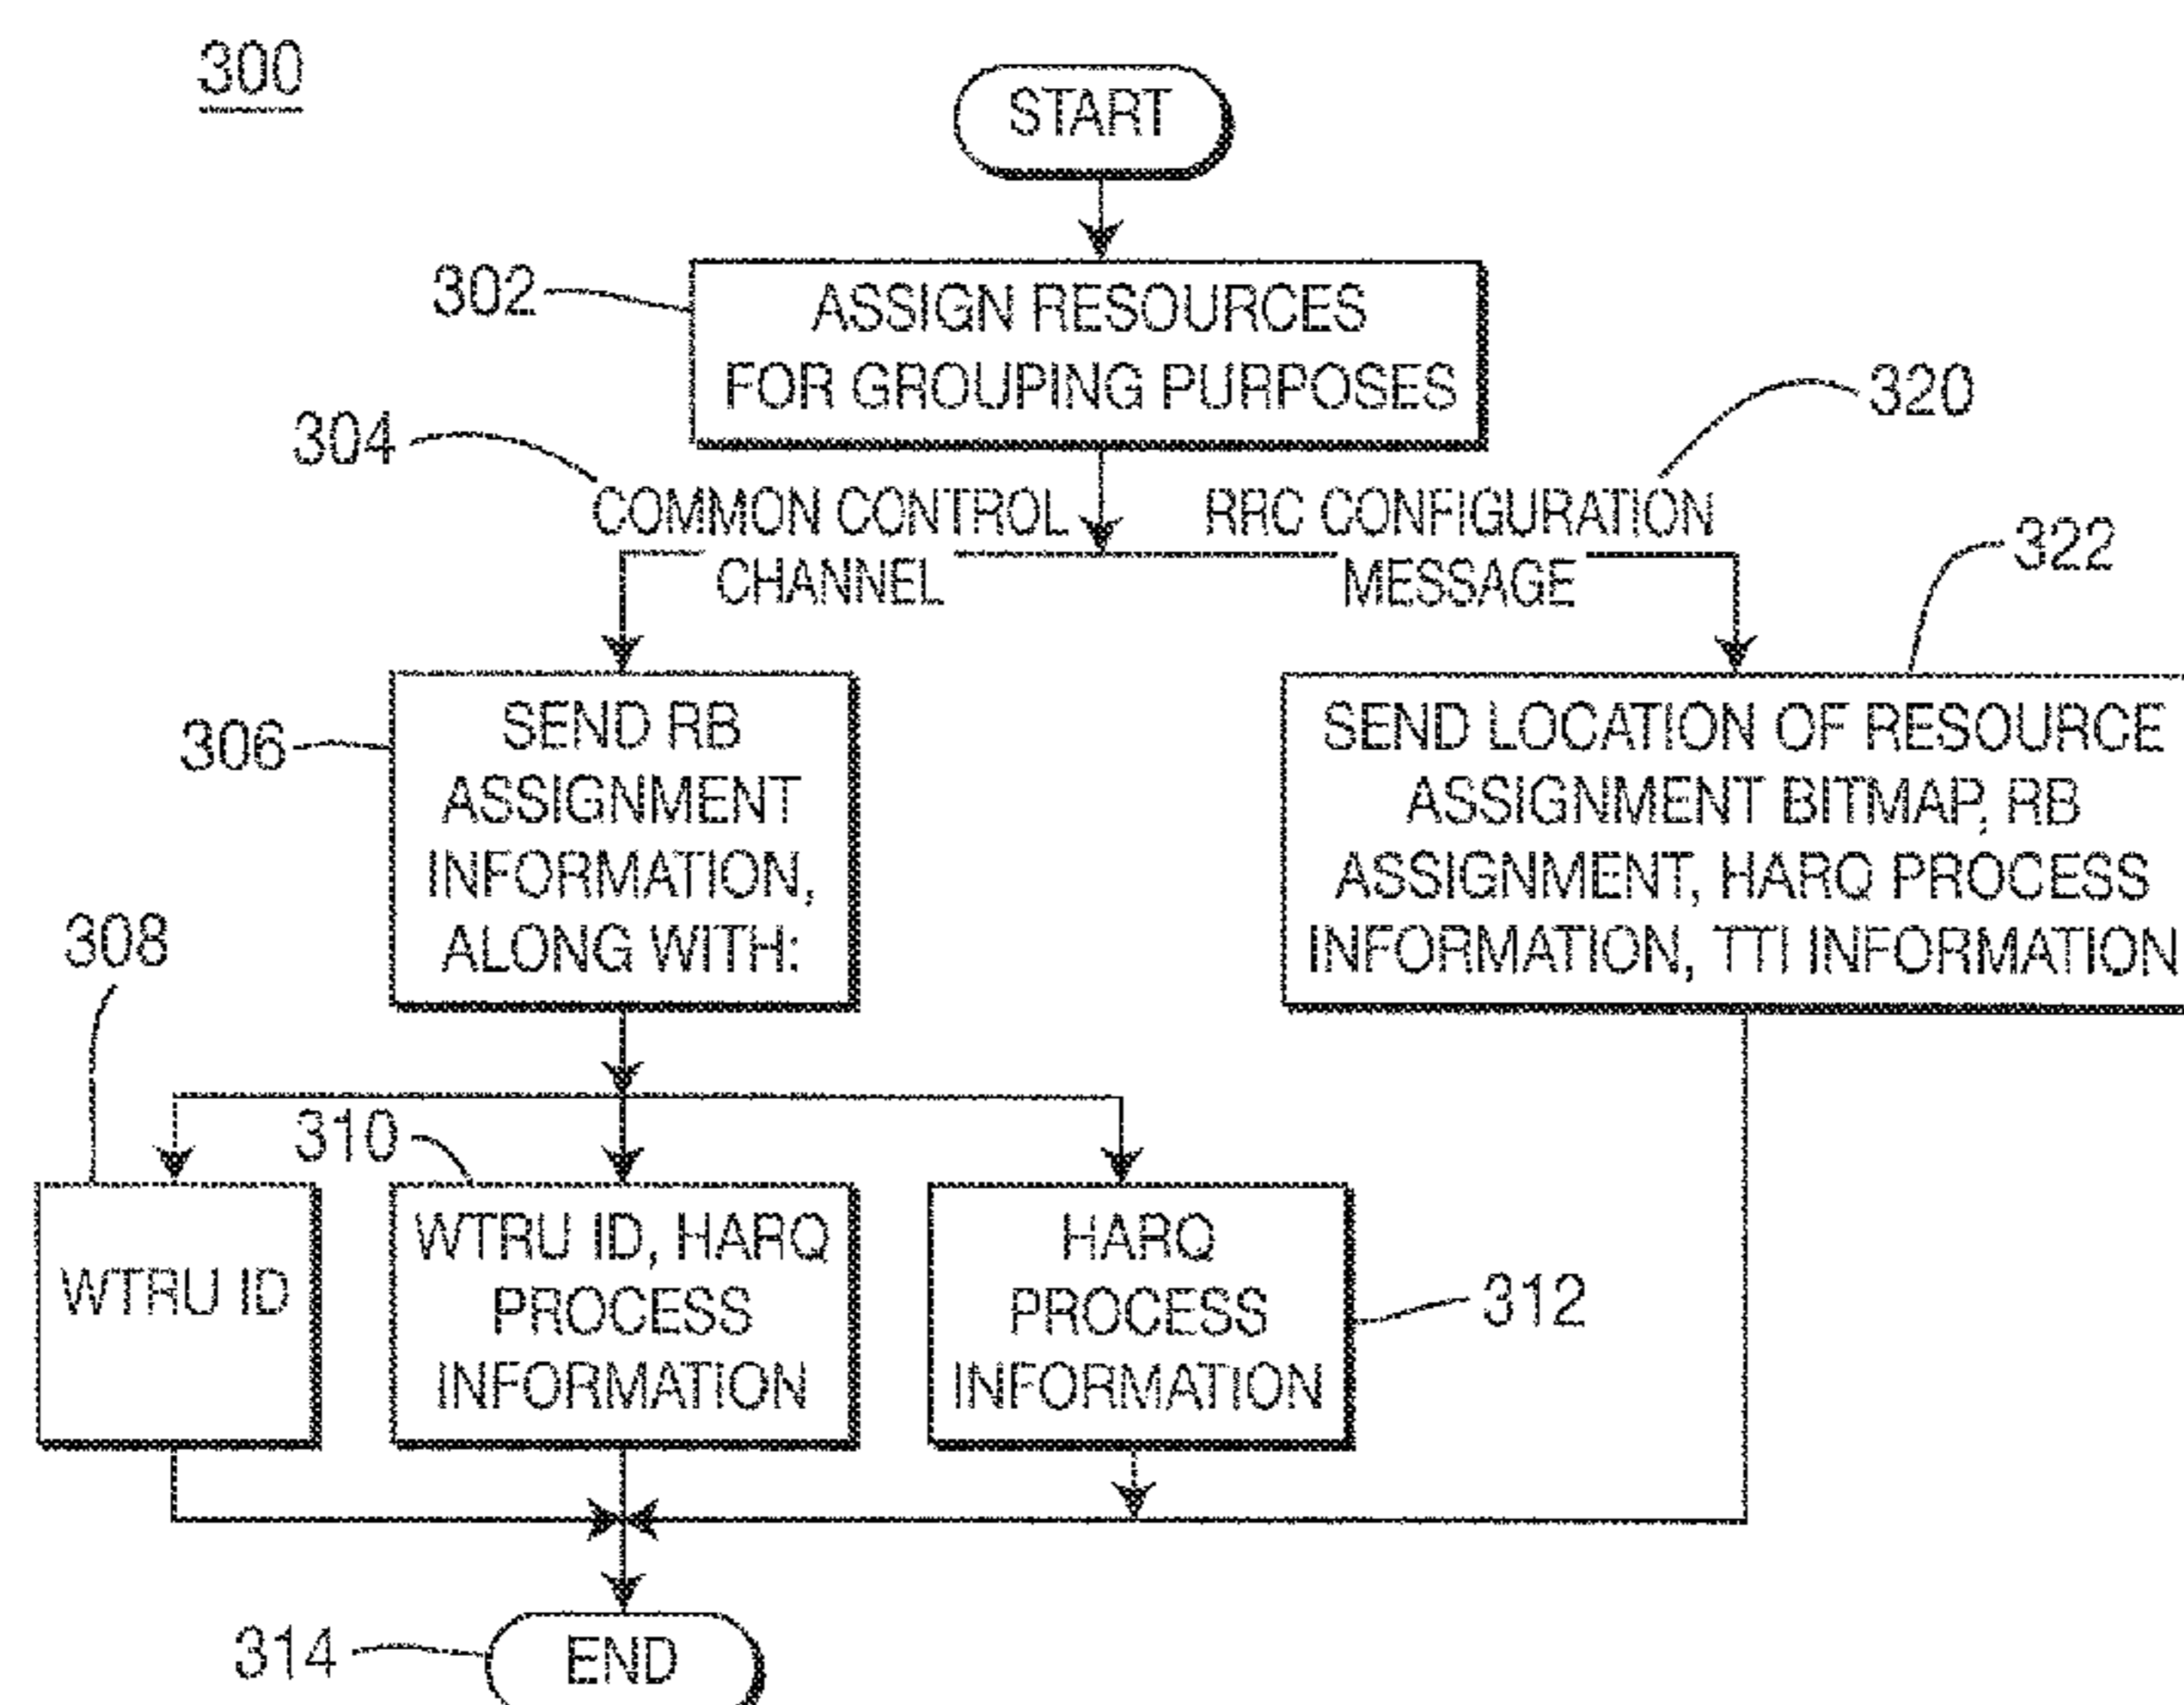 300
START
302
ASSIGN RESOURCES
FOR GROUPING PURPOSES
304
320
COMMON CONTROL
CHANNEL
RRC CONFIGURATION
MESSAGE
322
306
SEND RB
ASSIGNMENT
INFORMATION,
ALONG WITH:
SEND LOCATION OF RESOURCE
ASSIGNMENT BITMAP, RB
ASSIGNMENT, HARQ PROCESS
INFORMATION, TTI INFORMATION
308
310
WTRU ID
WTRU ID, HARQ
PROCESS
INFORMATION
HARQ
PROCESS
INFORMATION
312
314
END